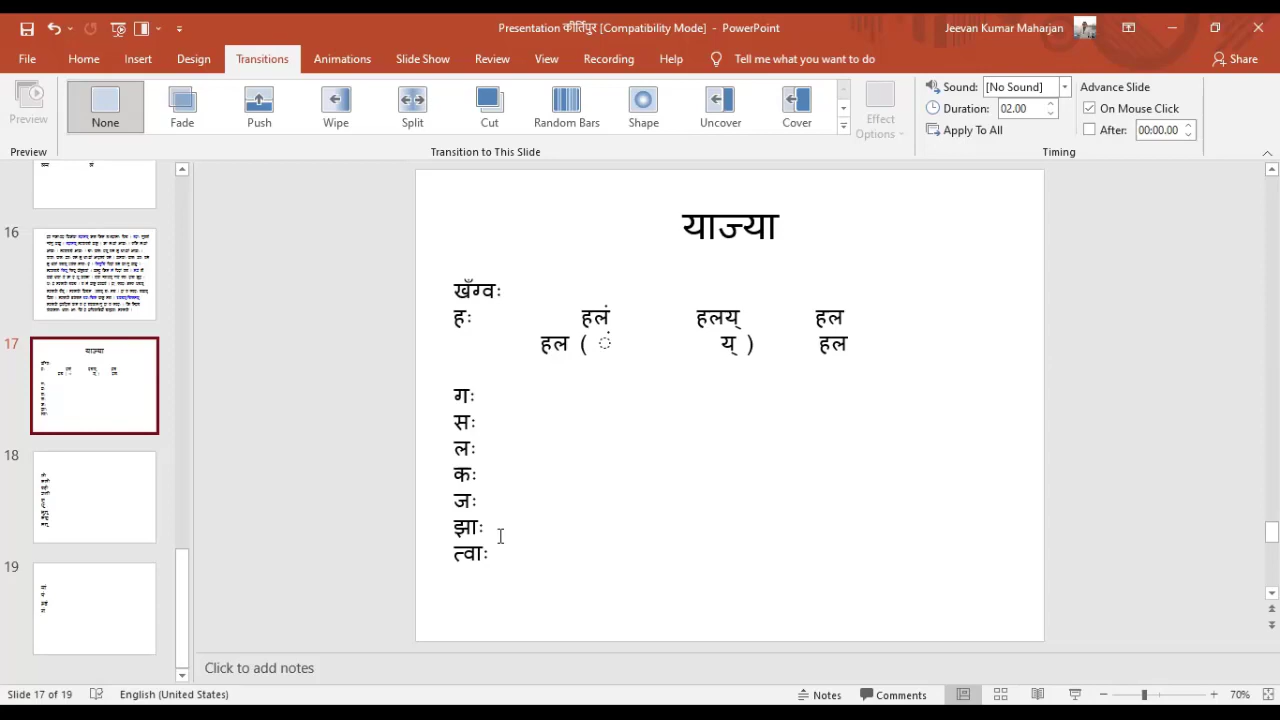 Presentation कीर्तिपुर [Compatibility Mode] - PowerPoint
Jeevan Kumar Maharjan
File Home Insert Design Transitions Animations Slide Show Review View Recording Help Tell me what you want to do Share
Preview None Fade Push Wipe Split Cut Random Bars Shape Uncover Cover Effect Options
Sound: [No Sound] Advance Slide
Duration: 02.00 On Mouse Click
Apply To All After: 00:00.00
Preview Transition to This Slide Timing
16
17
18
19
याज्या
खँग्वः
हः हलं हलय् हल
हल ( ं य् ) हल
गः
सः
लः
कः
जः
झाः
त्वाः
Click to add notes
Slide 17 of 19 English (United States) Notes Comments 70%